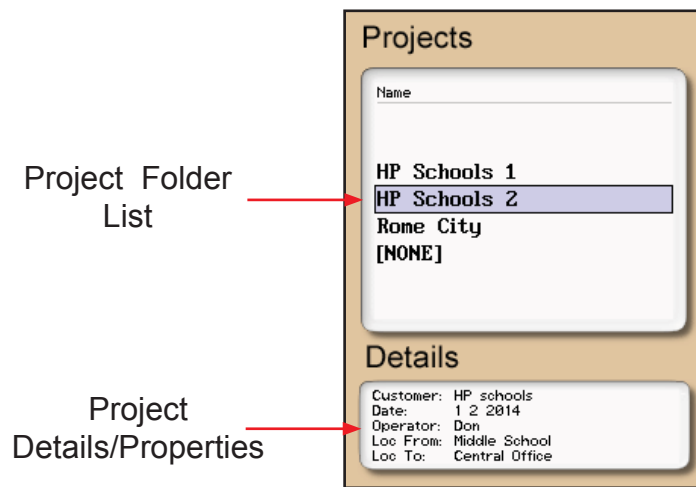 Projects
Name
HP Schools 1
HP Schools 2
Rome City
[NONE]
Project Folder
List
Details
Customer: HP schools
Date: 1 2 2014
Operator: Don
Loc From: Middle School
Loc To: Central Office
Project
Details/Properties